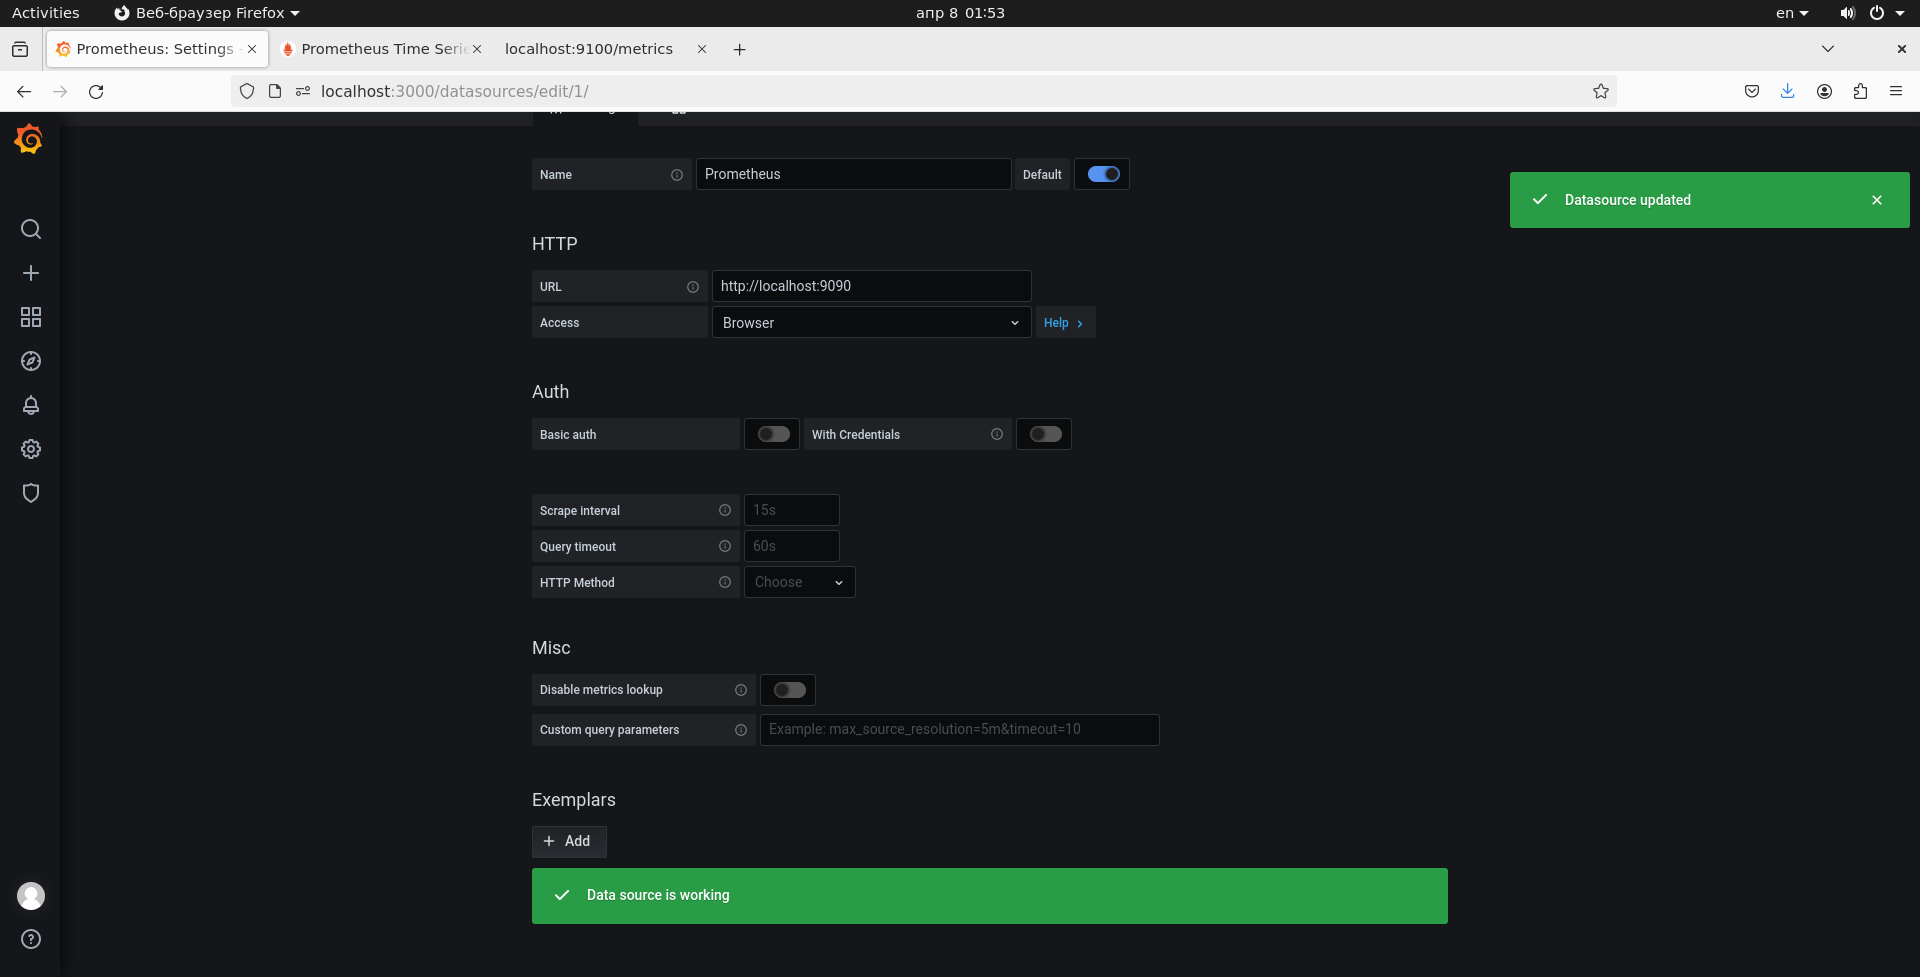 Activities Веб-браузер Firefox апр 8 01:53 en
Prometheus: Settings Prometheus Time Seri localhost:9100/metrics
localhost:3000/datasources/edit/1/
Name Prometheus Default
Datasource updated
HTTP
URL http://localhost:9090
Access Browser Help
Auth
Basic auth With Credentials
Scrape interval 15s
Query timeout 60s
HTTP Method Choose
Misc
Disable metrics lookup
Custom query parameters Example: max_source_resolution=5m&timeout=10
Exemplars
Add
Data source is working